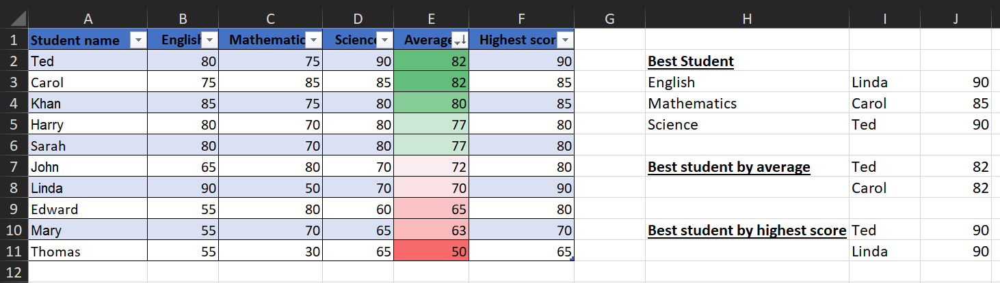 A B C D E F G H I J
1 Student name English Mathematic Science Average Highest scor
2 Ted 80 75 90 82 90 Best Student
3 Carol 75 85 85 82 85 English Linda 90
4 Khan 85 75 80 80 85 Mathematics Carol 85
5 Harry 80 70 80 77 80 Science Ted 90
6 Sarah 80 70 80 77 80
7 John 65 80 70 72 80 Best student by average Ted 82
8 Linda 90 50 70 70 90 Carol 82
9 Edward 55 80 60 65 80
10 Mary 55 70 65 63 70 Best student by highest score Ted 90
11 Thomas 55 30 65 50 65 Linda 90
12